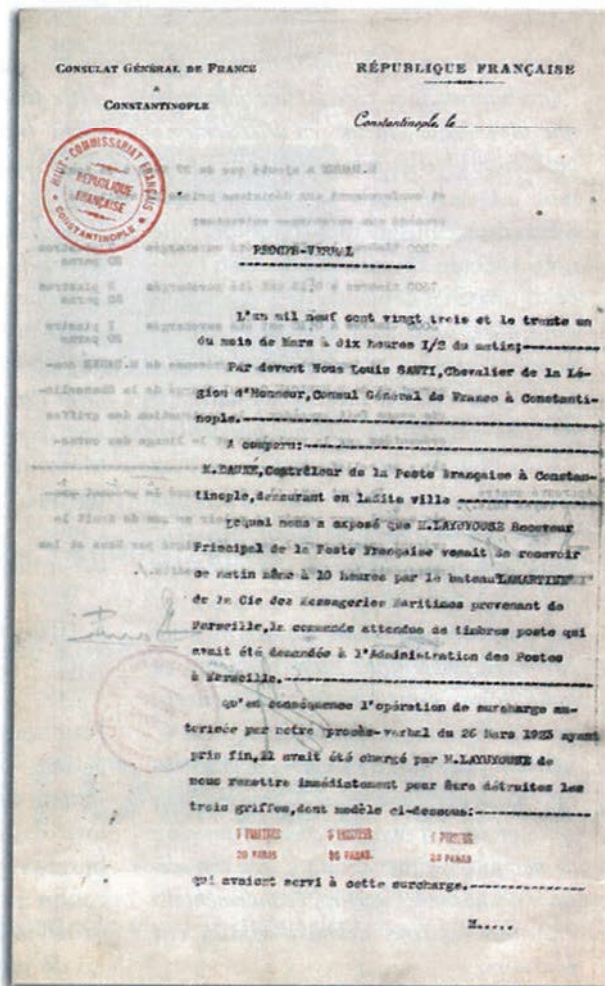 CONSULAT GÉNÉRAL DE FRANCE
à
CONSTANTINOPLE
RÉPUBLIQUE FRANÇAISE
Constantinople, le
HAUT-COMMISSARIAT FRANÇAIS
RÉPUBLIQUE
FRANÇAISE
CONSTANTINOPLE
PROCES-VERBAL
L'an mil neuf cent vingt trois et le trente un
du mois de Mars à dix heures I/2 du matin;
Par devant Nous Louis SANTI, Chevalier de la Lé-
gion d'Honneur, Consul Général de France à Constanti-
nople.
A comparu:
M.DAUKE, Contrôleur de la Poste Française à Constan-
tinople, demeurant en ladite ville
Lequel nous a exposé que M.LAYUYOUSE Receveur
Principal de la Poste Française venait de recevoir
ce matin même à 10 heures par le bateau "LAMARTINE"
de la Cie des Messageries Maritimes provenant de
Marseille, la commande attendue de timbres poste qui
avait été demandée à l'Administration des Postes
à Marseille.
qu'en conséquence l'opération de surcharge au-
torisée par notre procès-verbal du 26 Mars 1923 ayant
pris fin, il avait été chargé par M.LAYUYOUSE de
nous remettre immédiatement pour être détruites les
trois griffes, dont modèle ci-dessous:
PIASTRES
20 PARAS
PARAS
20 PARAS
qui avaient servi à cette surcharge.
M.....